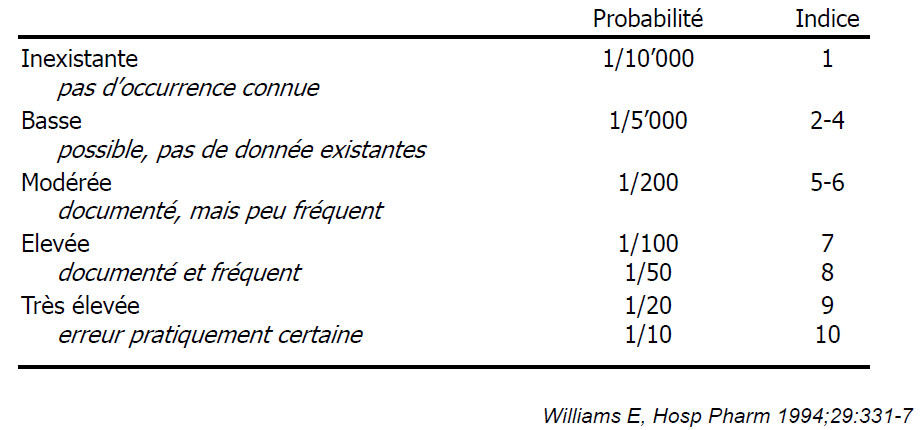 Probabilité Indice
Inexistante 1/10’000 1
pas d’occurrence connue
Basse 1/5’000 2-4
possible, pas de donnée existantes
Modérée 1/200 5-6
documenté, mais peu fréquent
Elevée 1/100 7
documenté et fréquent 1/50 8
Très élevée 1/20 9
erreur pratiquement certaine 1/10 10
Williams E, Hosp Pharm 1994;29:331-7